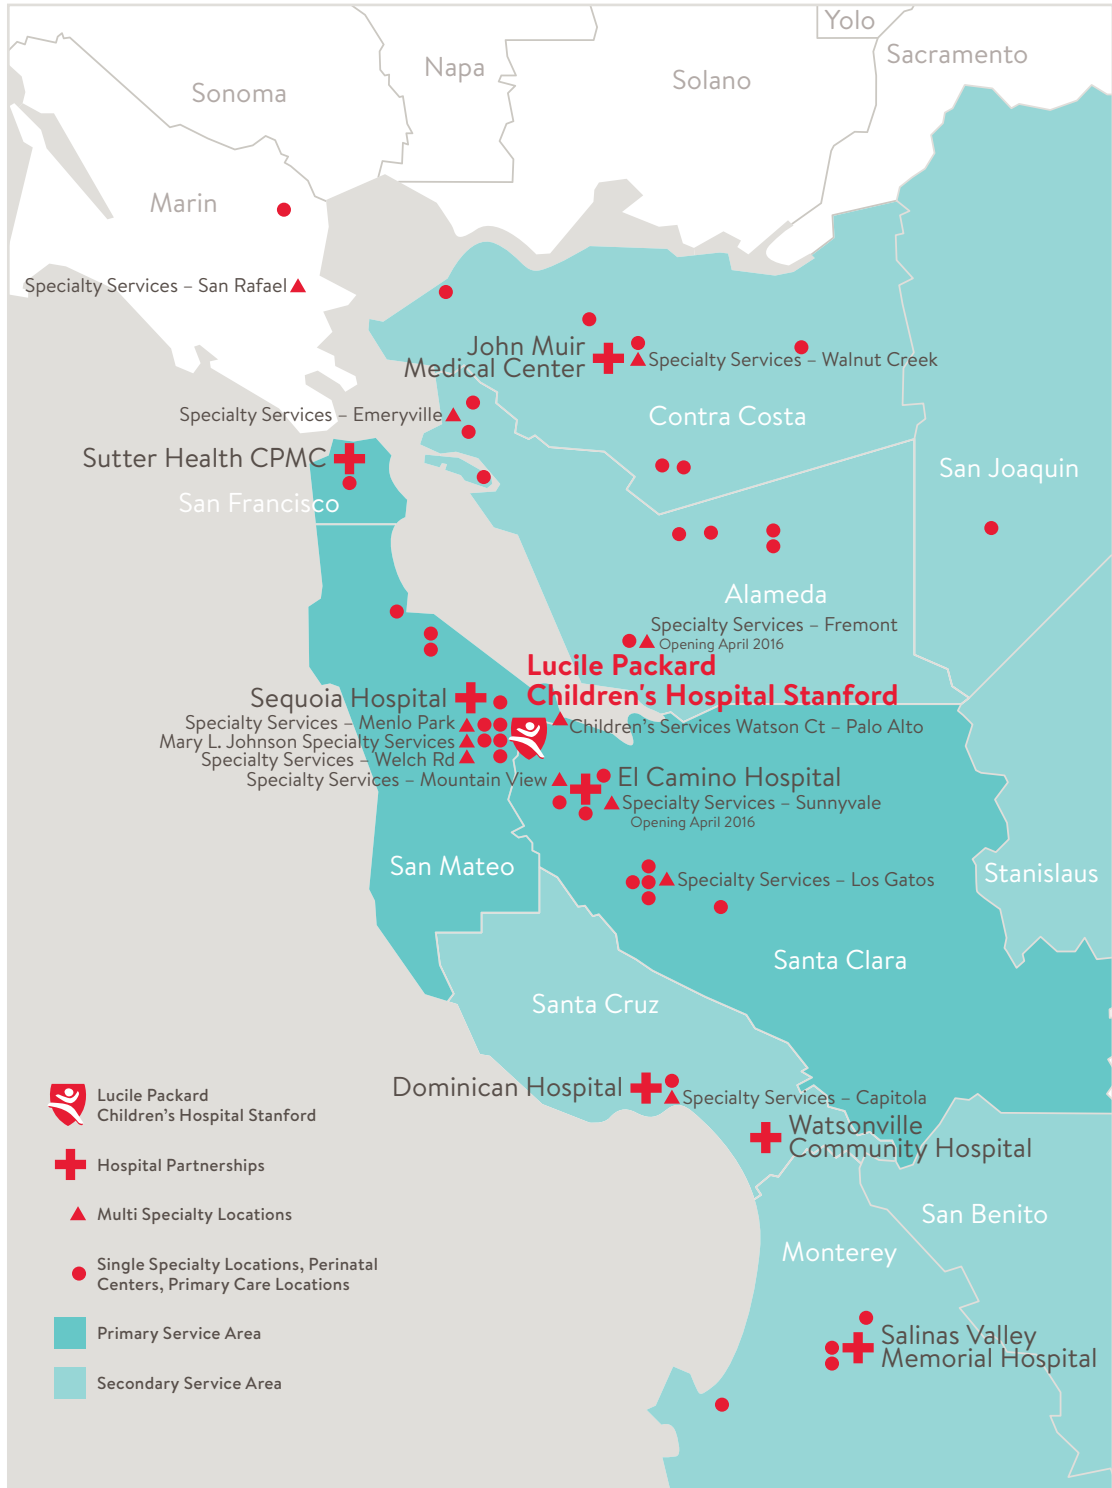 Yolo
Sacramento
Napa
Solano
Sonoma
Marin
Specialty Services – San Rafael
John Muir
Medical Center
Specialty Services – Walnut Creek
Specialty Services – Emeryville
Contra Costa
Sutter Health CPMC
San Joaquin
San Francisco
Alameda
Specialty Services – Fremont
Opening April 2016
Lucile Packard
Children's Hospital Stanford
Sequoia Hospital
Specialty Services – Menlo Park
Children's Services Watson Ct – Palo Alto
Mary L. Johnson Specialty Services
Specialty Services – Welch Rd
Specialty Services – Mountain View
El Camino Hospital
Specialty Services – Sunnyvale
Opening April 2016
San Mateo
Stanislaus
Specialty Services – Los Gatos
Santa Clara
Santa Cruz
Dominican Hospital
Specialty Services – Capitola
Watsonville
Community Hospital
San Benito
Monterey
Salinas Valley
Memorial Hospital
Lucile Packard
Children's Hospital Stanford
Hospital Partnerships
Multi Specialty Locations
Single Specialty Locations, Perinatal
Centers, Primary Care Locations
Primary Service Area
Secondary Service Area